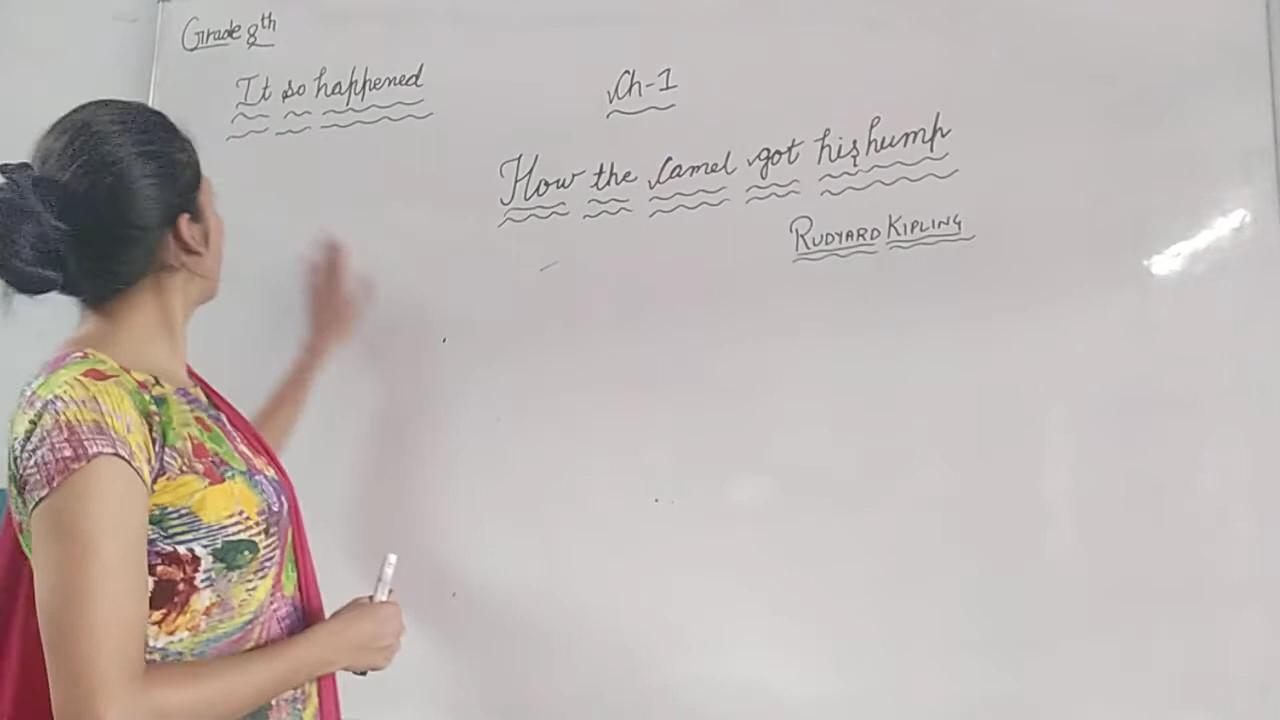 Grade 8th
It so happened
Ch-1
How the Camel got his hump
RUDYARD KIPLING